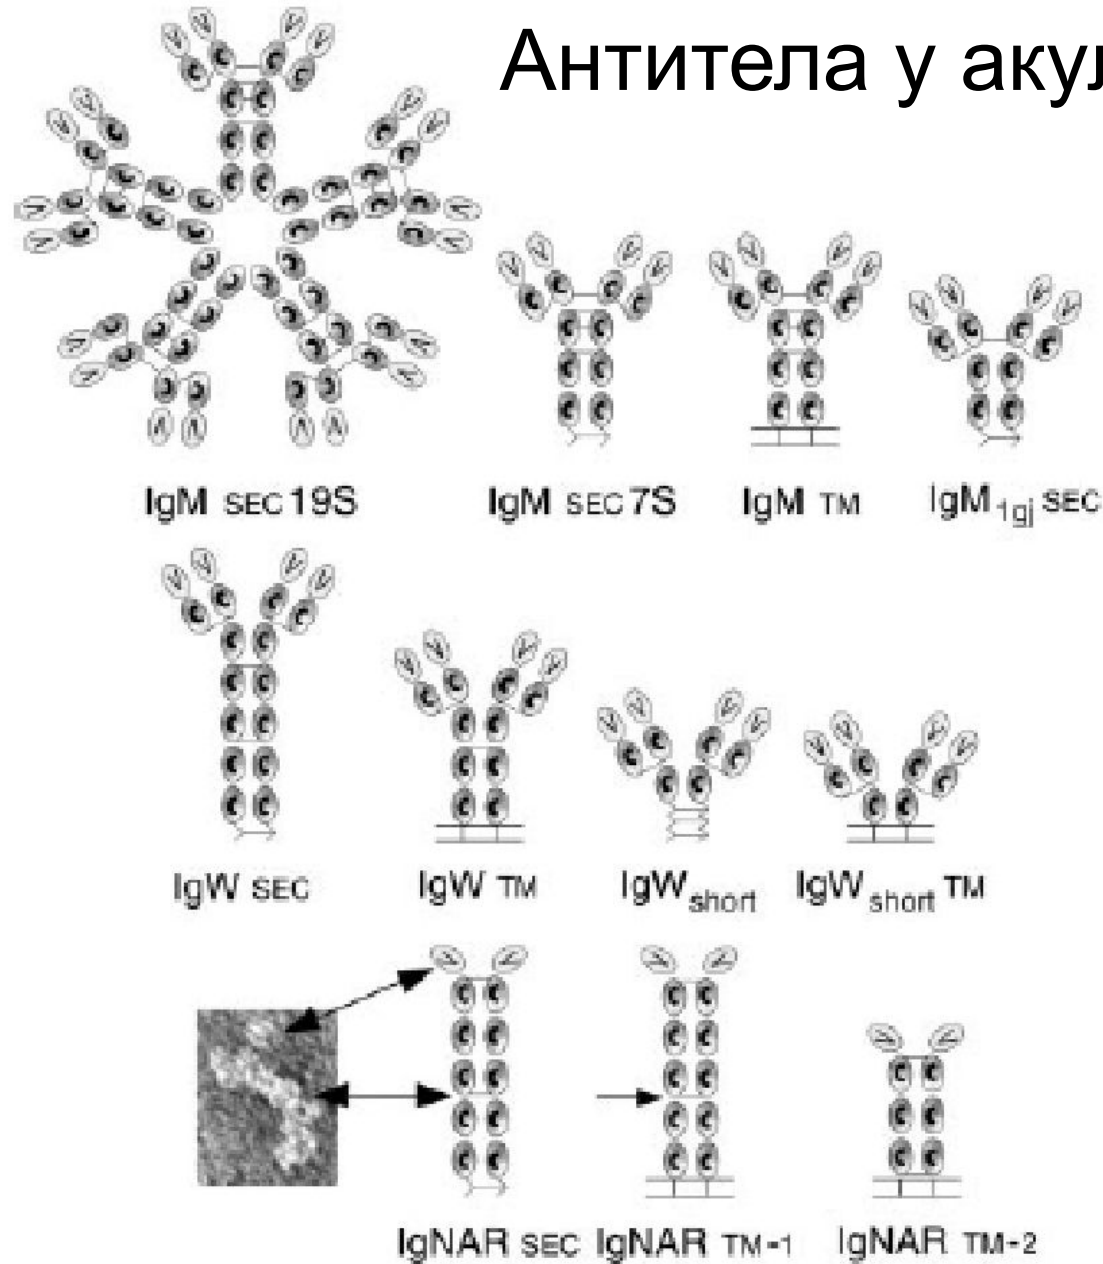 Антитела у акул
IgM SEC 19S
IgM SEC 7S
IgM TM
IgM1gj SEC
IgW SEC
IgW TM
IgWshort
IgWshort TM
IgNAR SEC
IgNAR TM-1
IgNAR TM-2